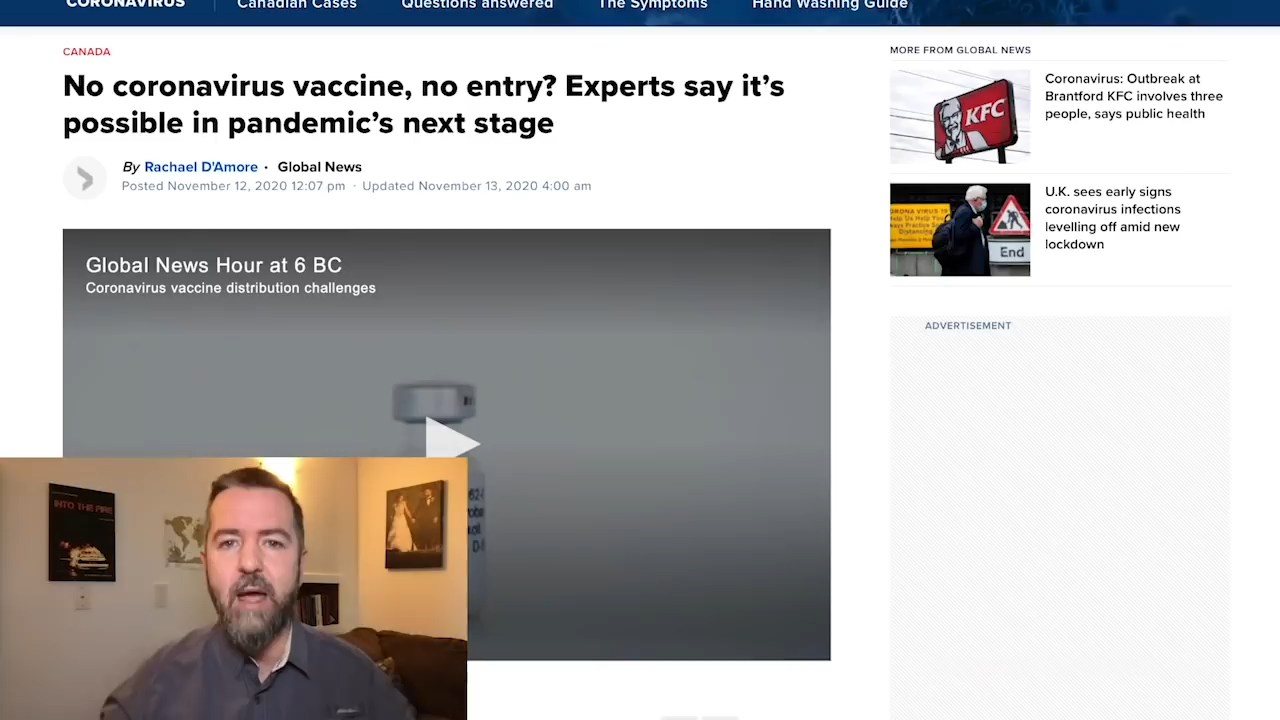 CORONAVIRUS
Canadian Cases
Questions answered
The Symptoms
Hand Washing Guide
CANADA
No coronavirus vaccine, no entry? Experts say it’s
possible in pandemic’s next stage
By Rachael D'Amore · Global News
Posted November 12, 2020 12:07 pm · Updated November 13, 2020 4:00 am
Global News Hour at 6 BC
Coronavirus vaccine distribution challenges
INTO THE FIRE
MORE FROM GLOBAL NEWS
KFC
Coronavirus: Outbreak at
Brantford KFC involves three
people, says public health
End
U.K. sees early signs
coronavirus infections
levelling off amid new
lockdown
ADVERTISEMENT